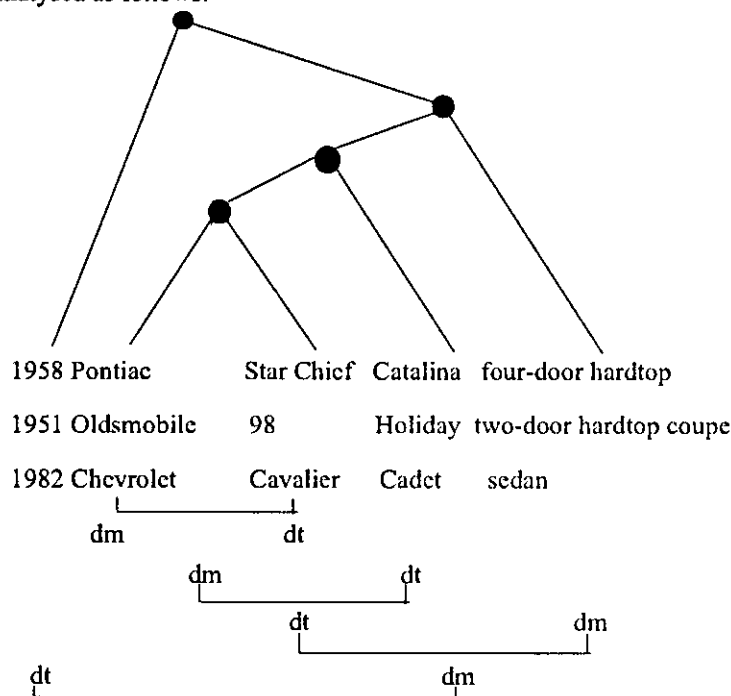 analysed as follows:
1958 Pontiac Star Chief Catalina four-door hardtop
1951 Oldsmobile 98 Holiday two-door hardtop coupe
1982 Chevrolet Cavalier Cadet sedan
dm dt
dm dt
dt dm
dt dm